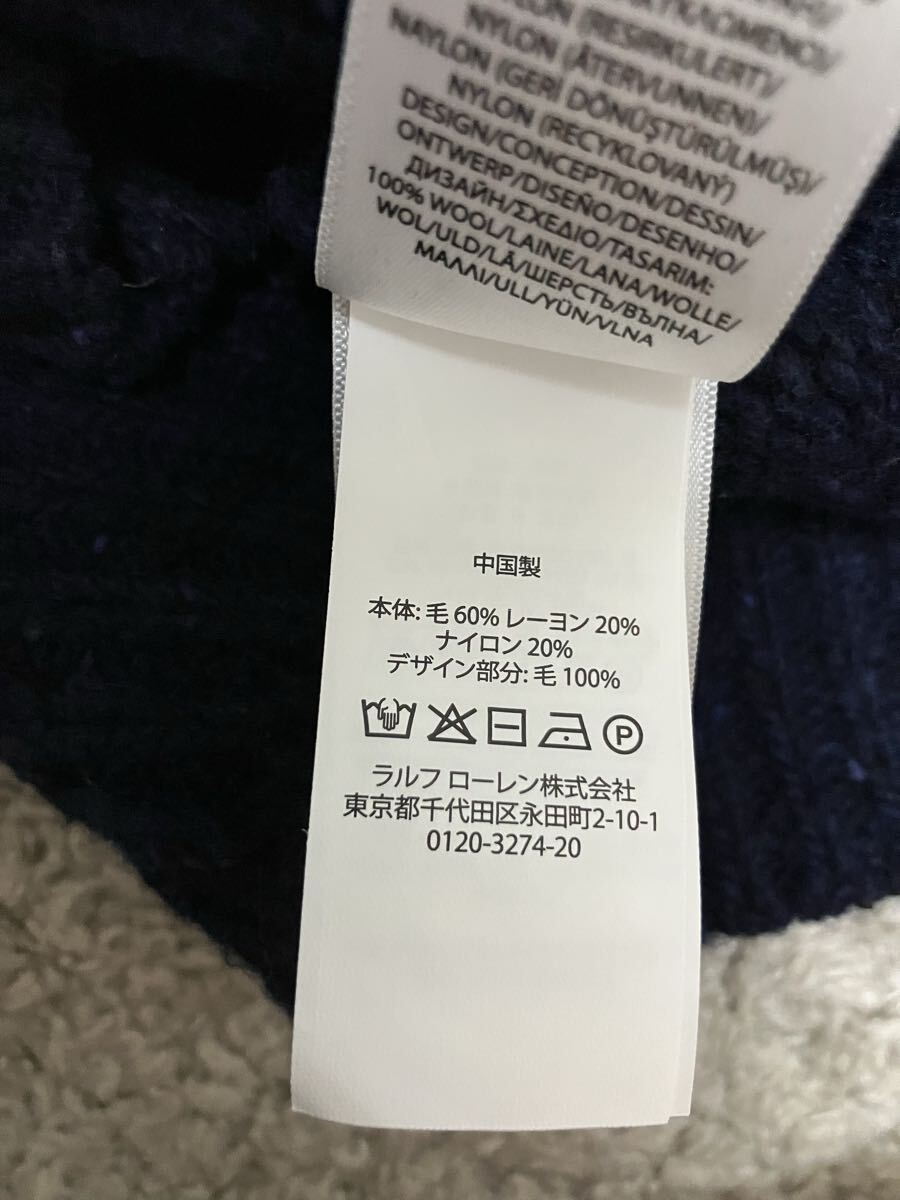 NYLON (RESIRKULERT)/
NYLON (ÅTERVUNNEN)/
NAYLON (GERİ DÖNÜŞTÜRÜLMÜŞ)/
NYLON (RECYKLOVANÝ)
DESIGN/CONCEPTION/DESSIN/
ONTWERP/DISEÑO/DESENHO/
ДИЗАЙН/ΣΧΕΔΙΟ/TASARIM:
100% WOOL/LAINE/LANA/WOLLE/
WOL/ULD/LÃ/ШЕРСТЬ/ВЪЛНА/
ΜΑΛΛΙ/ULL/YÜN/VLNA
中国製
本体: 毛 60% レーヨン 20%
ナイロン 20%
デザイン部分: 毛 100%
P
ラルフ ローレン株式会社
東京都千代田区永田町2-10-1
0120-3274-20